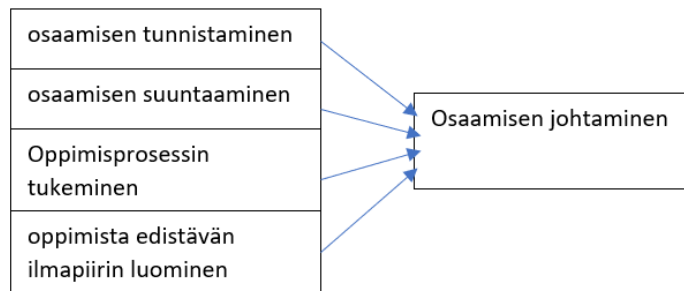 osaamisen tunnistaminen
osaamisen suuntaaminen
Oppimisprosessin
tukeminen
oppimista edistävän
ilmapiirin luominen
Osaamisen johtaminen